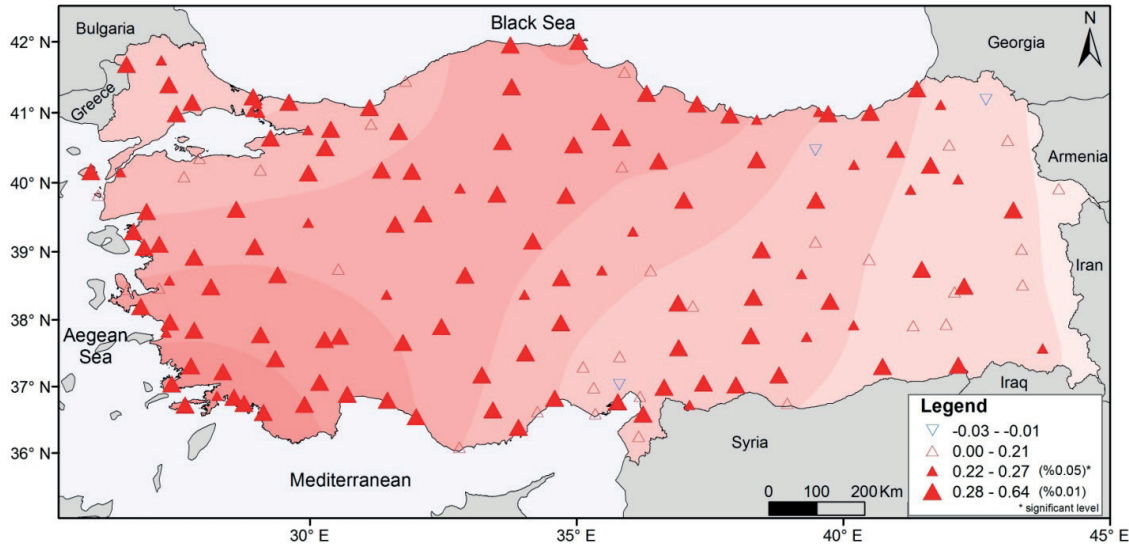 Black Sea
Bulgaria
Georgia
N
42° N
41° N
40° N
39° N
38° N
37° N
36° N
Greece
Armenia
Iran
Aegean
Sea
Iraq
Syria
Mediterranean
Legend
-0.03 - -0.01
0.00 - 0.21
0.22 - 0.27 (%0.05)*
0.28 - 0.64 (%0.01)
* significant level
0 100 200 Km
30° E 35° E 40° E 45° E